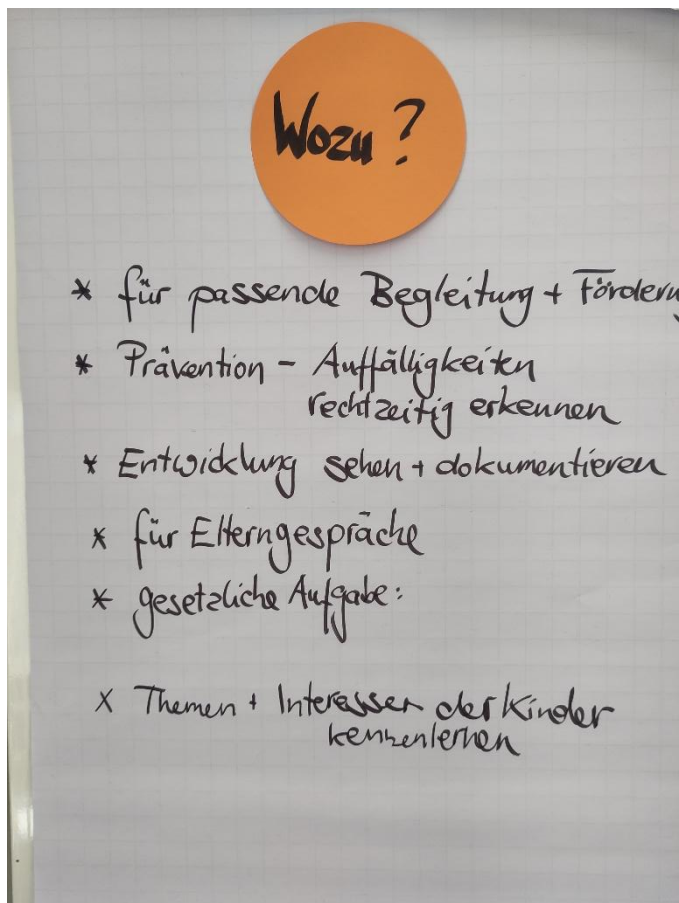 Wozu?
* für passende Begleitung + Förderu
* Prävention - Auffälligkeiten
rechtzeitig erkennen
* Entwicklung sehen + dokumentieren
* für Elterngespräche
* gesetzliche Aufgabe:
x Themen + Interessen der Kinder
kennenlernen